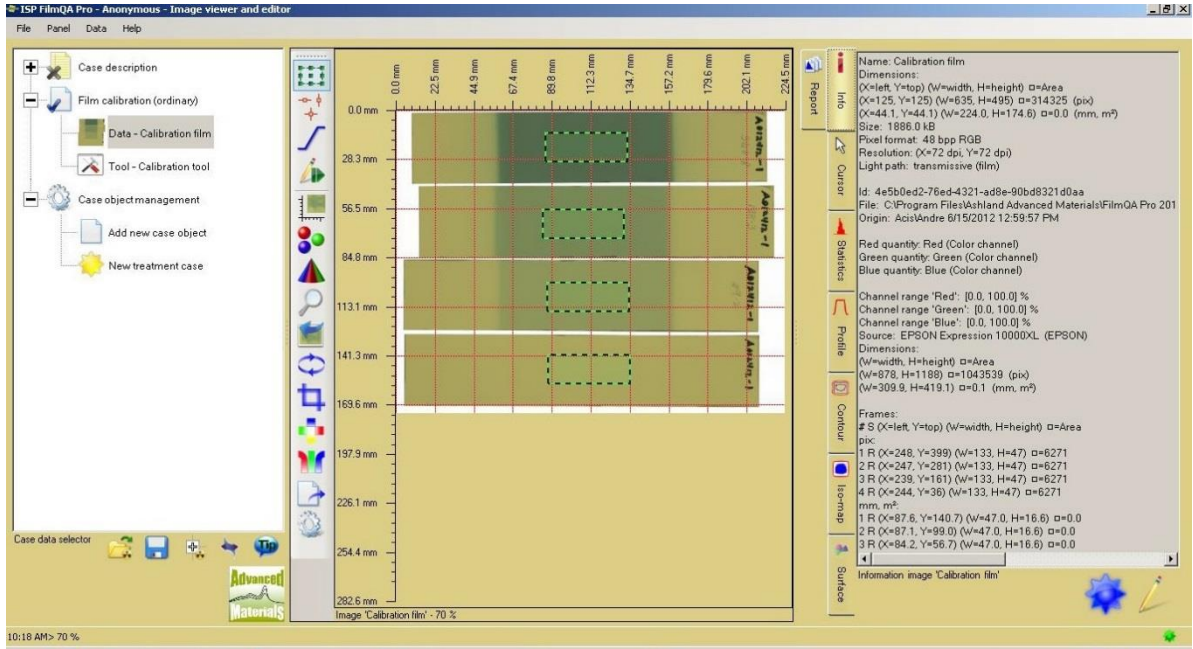 ISP FilmQA Pro - Anonymous - Image viewer and editor
File Panel Data Help
Case description
Film calibration (ordinary)
Data - Calibration film
Tool - Calibration tool
Case object management
Add new case object
New treatment case
Case data selector
Tip
Advanced
Materials
10:18 AM> 70 %
0.0 mm
22.5 mm
44.9 mm
67.4 mm
89.8 mm
112.3 mm
134.7 mm
157.2 mm
179.6 mm
202.1 mm
224.5 mm
0.0 mm
28.3 mm
56.5 mm
84.8 mm
113.1 mm
141.3 mm
169.6 mm
197.9 mm
226.1 mm
254.4 mm
282.6 mm
A012412-1
A012412-1
A012412-1
A012412-1
Image 'Calibration film' - 70 %
Report
Info
Cursor
Statistics
Profile
Contour
Iso-map
Surface
Name: Calibration film
Dimensions:
(X=left, Y=top) (W=width, H=height) □=Area
(X=125, Y=125) (W=635, H=495) □=314325 (pix)
(X=44.1, Y=44.1) (W=224.0, H=174.6) □=0.0 (mm, m²)
Size: 1886.0 kB
Pixel format: 48 bpp RGB
Resolution: (X=72 dpi, Y=72 dpi)
Light path: transmissive (film)
Id: 4e5b0ed2-76ed-4321-ad8e-90bd8321d0aa
File: C:\Program Files\Ashland Advanced Materials\FilmQA Pro 201
Origin: Acis\Andre 6/15/2012 12:59:57 PM
Red quantity: Red (Color channel)
Green quantity: Green (Color channel)
Blue quantity: Blue (Color channel)
Channel range 'Red': [0.0, 100.0] %
Channel range 'Green': [0.0, 100.0] %
Channel range 'Blue': [0.0, 100.0] %
Source: EPSON Expression 10000XL (EPSON)
Dimensions:
(W=width, H=height) □=Area
(W=878, H=1188) □=1043539 (pix)
(W=309.9, H=419.1) □=0.1 (mm, m²)
Frames:
# S (X=left, Y=top) (W=width, H=height) □=Area
pix:
1 R (X=248, Y=399) (W=133, H=47) □=6271
2 R (X=247, Y=281) (W=133, H=47) □=6271
3 R (X=239, Y=161) (W=133, H=47) □=6271
4 R (X=244, Y=36) (W=133, H=47) □=6271
mm, m²:
1 R (X=87.6, Y=140.7) (W=47.0, H=16.6) □=0.0
2 R (X=87.1, Y=99.0) (W=47.0, H=16.6) □=0.0
3 R (X=84.2, Y=56.7) (W=47.0, H=16.6) □=0.0
Information image 'Calibration film'